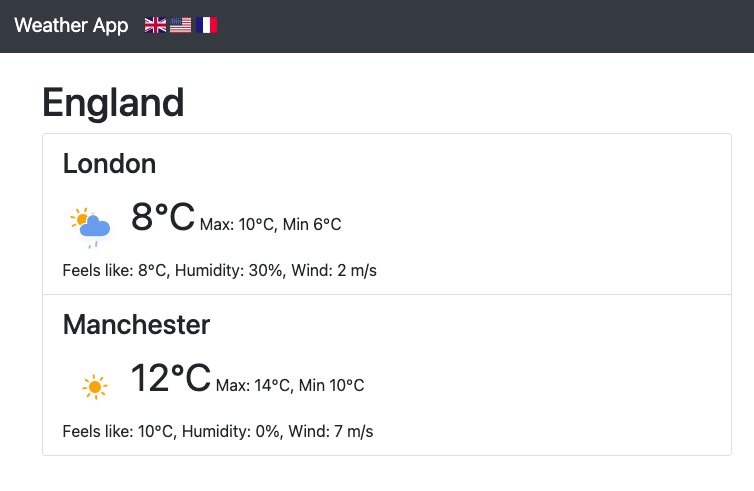 Weather App
England
London
8°C Max: 10°C, Min 6°C
Feels like: 8°C, Humidity: 30%, Wind: 2 m/s
Manchester
12°C Max: 14°C, Min 10°C
Feels like: 10°C, Humidity: 0%, Wind: 7 m/s